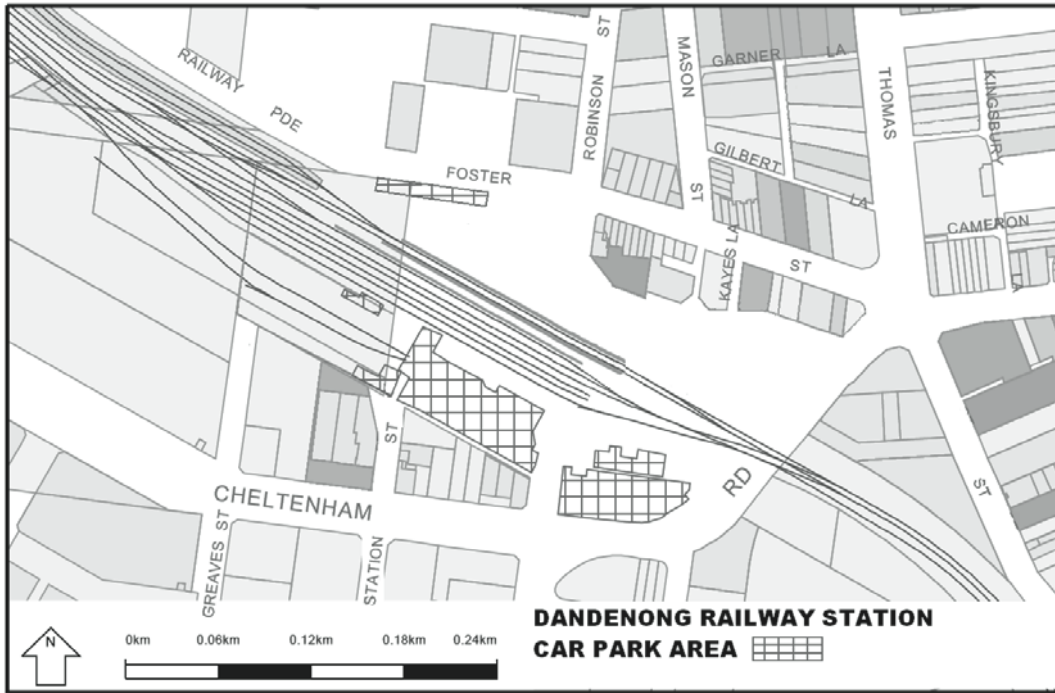 RAILWAY
PDE
ROBINSON
ST
MASON
ST
GARNER
LA
THOMAS
KINGSBURY
LA
FOSTER
GILBERT
LA
KAYES LA
ST
CAMERON
RD
ST
ST
CHELTENHAM
GREAVES ST
STATION
N
0km 0.06km 0.12km 0.18km 0.24km
DANDENONG RAILWAY STATION
CAR PARK AREA